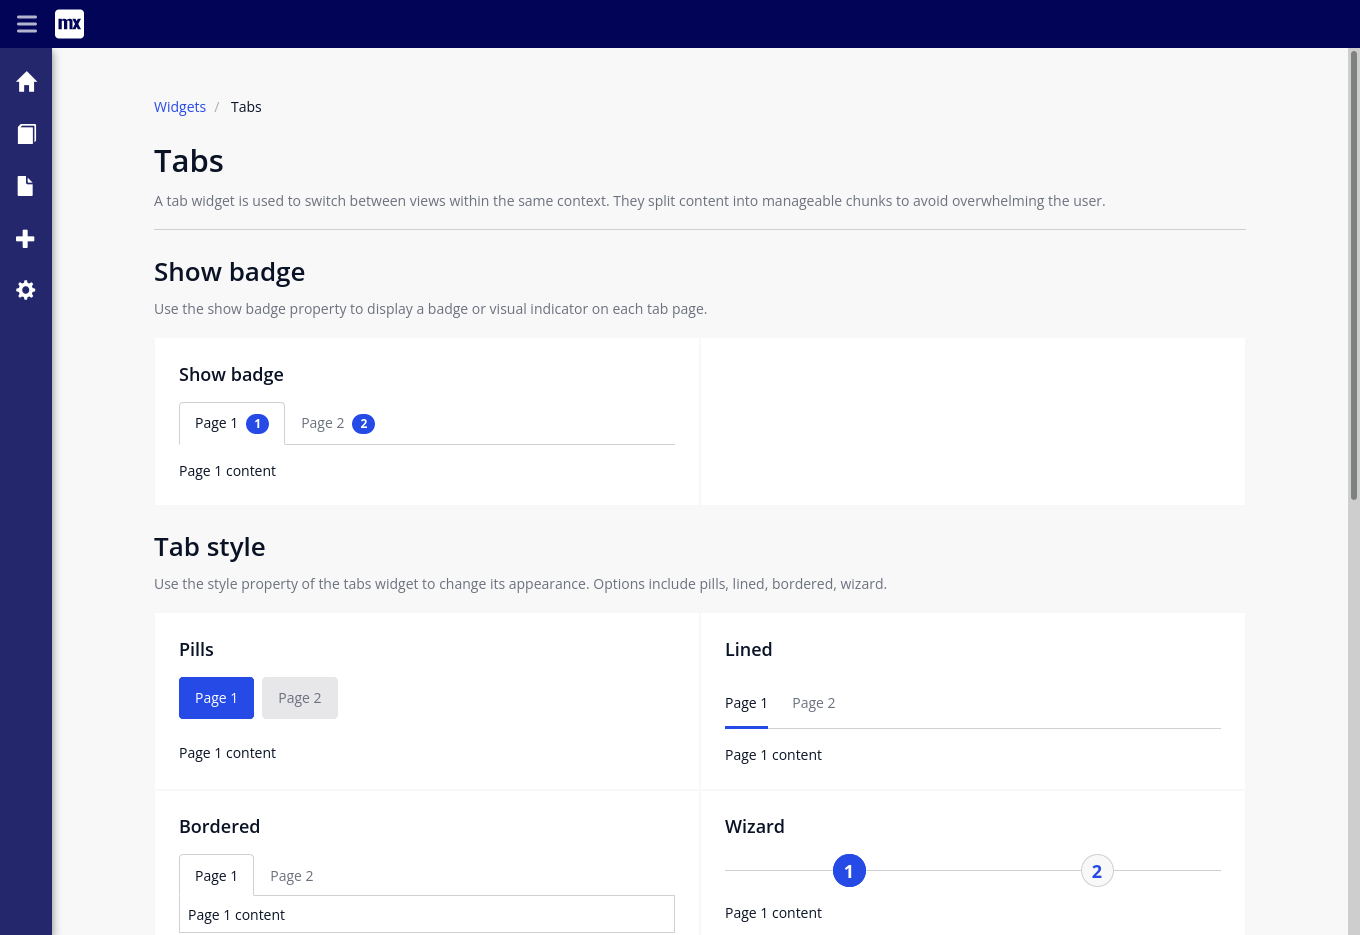 mx
Widgets / Tabs
Tabs
A tab widget is used to switch between views within the same context. They split content into manageable chunks to avoid overwhelming the user.
Show badge
Use the show badge property to display a badge or visual indicator on each tab page.
Show badge
Page 1 1 Page 2 2
Page 1 content
Tab style
Use the style property of the tabs widget to change its appearance. Options include pills, lined, bordered, wizard.
Pills
Page 1 Page 2
Page 1 content
Lined
Page 1 Page 2
Page 1 content
Bordered
Page 1 Page 2
Page 1 content
Wizard
1 2
Page 1 content